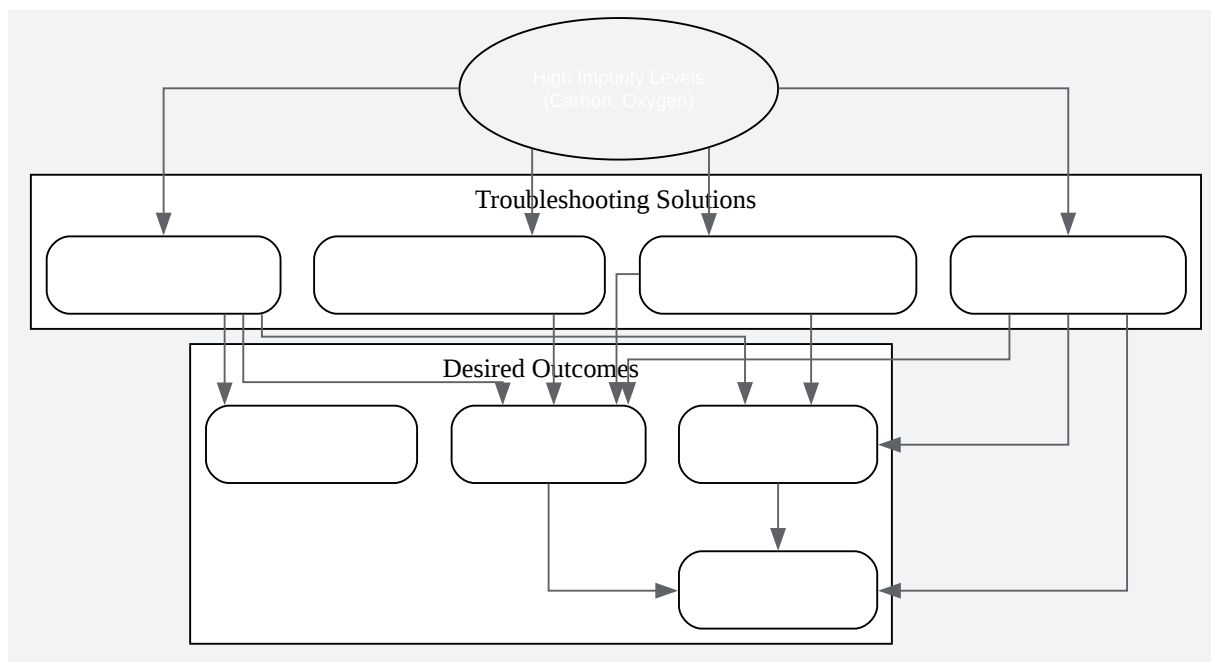 High Impurity Levels
(Carbon, Oxygen)
Troubleshooting Solutions
Desired Outcomes